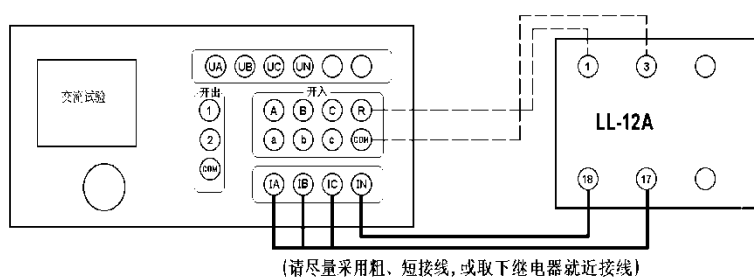 UA UB UC UN
开出 开入
交流试验
1 A B C R
2 a b c COM
COM
IA IB IC IN
1 3
LL-12A
18 17
(请尽量采用粗、短接线,或取下继电器就近接线)